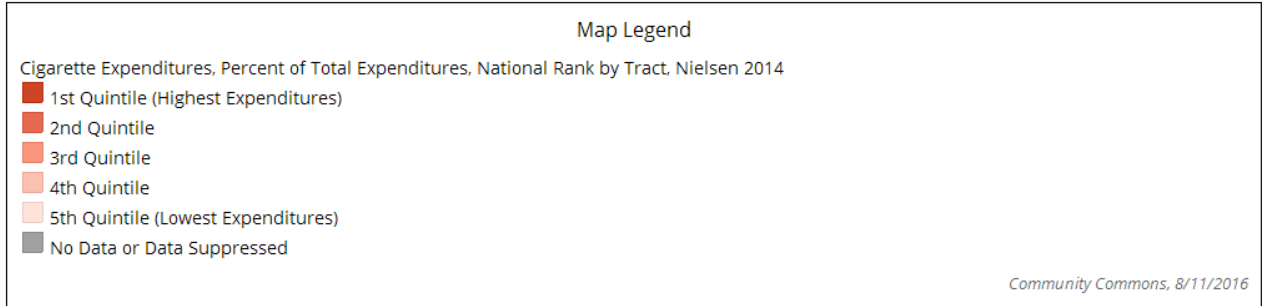 Map Legend
Cigarette Expenditures, Percent of Total Expenditures, National Rank by Tract, Nielsen 2014
1st Quintile (Highest Expenditures)
2nd Quintile
3rd Quintile
4th Quintile
5th Quintile (Lowest Expenditures)
No Data or Data Suppressed
Community Commons, 8/11/2016